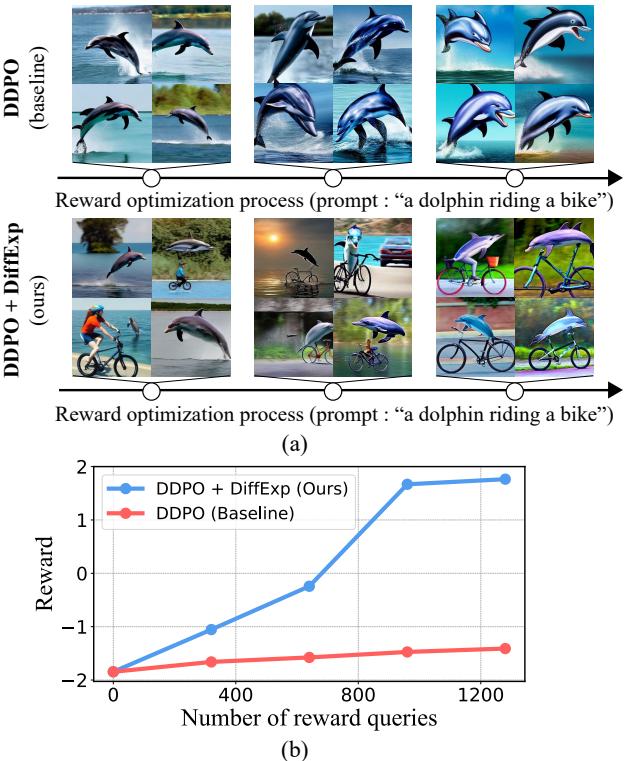 DDPO
(baseline)
Reward optimization process (prompt : “a dolphin riding a bike”)
DDPO + DiffExp
(ours)
Reward optimization process (prompt : “a dolphin riding a bike”)
(a)
2
1
0
−1
−2
Reward
DDPO + DiffExp (Ours)
DDPO (Baseline)
0 400 800 1200
Number of reward queries
(b)